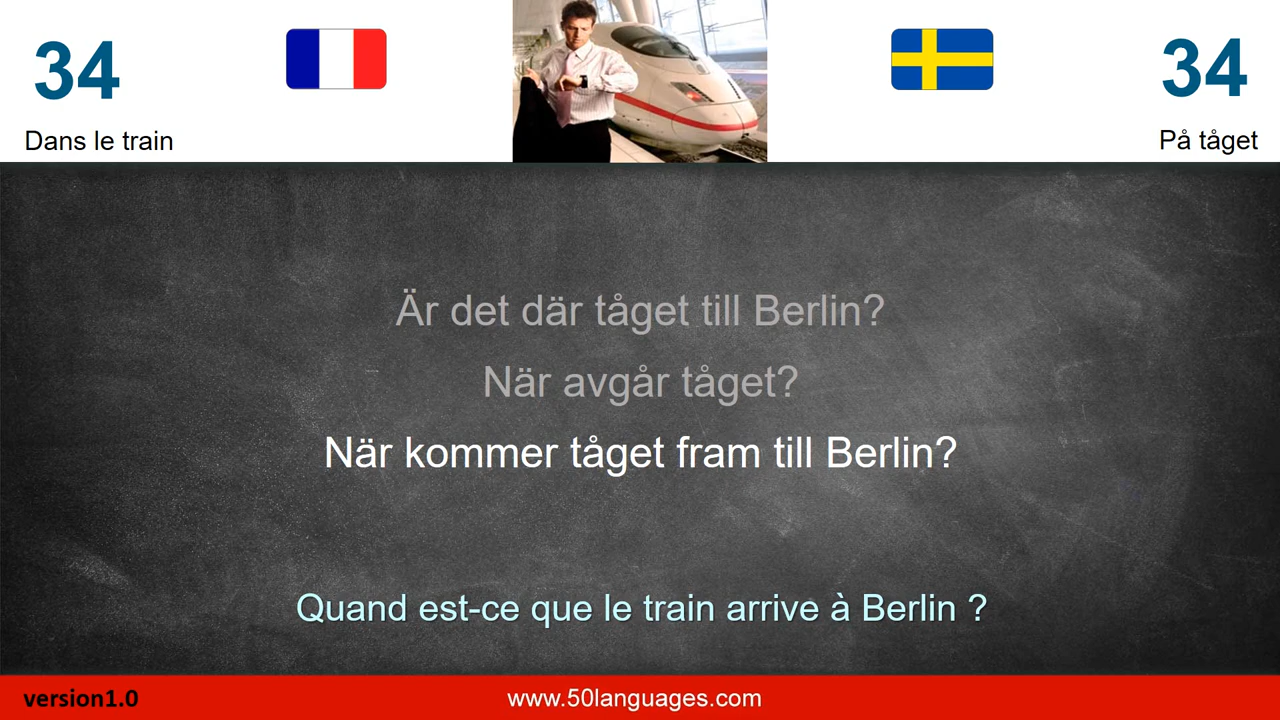 34
34
Dans le train
På tåget
Är det där tåget till Berlin?
När avgår tåget?
När kommer tåget fram till Berlin?
Quand est-ce que le train arrive à Berlin ?
version1.0
www.50languages.com